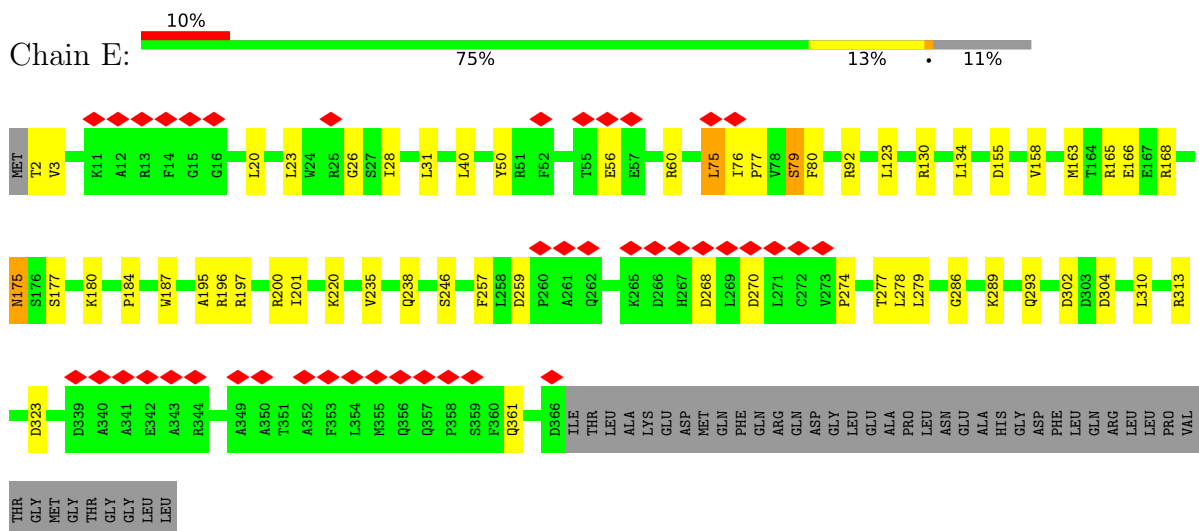 10%
Chain E:
75% 13% • 11%
MET T2 V3 K11 A12 R13 F14 G15 G16 L20 L23 W24 R25 G26 S27 I28 L31 L40 Y50 R51 F52 T55 E56 E57 R60 L75 I76 P77 V78 S79 F80 R92 L123 R130 L134 D155 V158 M163 T164 R165 E166 E167 R168
N175 S176 S177 K180 P184 W187 A195 R196 R197 R200 I201 K220 V235 Q238 S246 F257 L258 D259 P260 A261 Q262 K265 D266 H267 D268 L269 D270 L271 C272 V273 P274 T277 L278 L279 G286 K289 Q293 D302 D303 D304 L310 R313
D323 D339 A340 A341 E342 A343 R344 A349 A350 T351 A352 F353 L354 M355 Q356 Q357 P358 S359 F360 Q361 D366 ILE THR LEU ALA LYS GLU ASP MET GLN PHE GLN ARG GLN ASP GLY LEU GLU ALA PRO LEU ASN GLU ALA HIS GLY ASP PHE LEU GLN ARG LEU LEU PRO VAL
THR GLY MET GLY THR GLY GLY LEU LEU